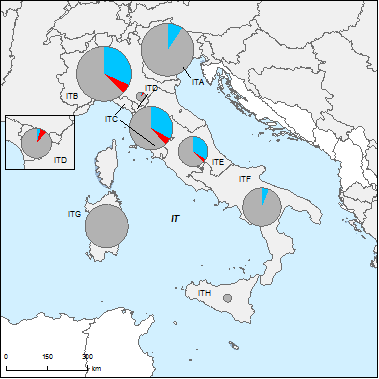 ITA
ITB
ITD
ITC
ITE
ITD
ITF
ITG
IT
ITH
0 150 300
km